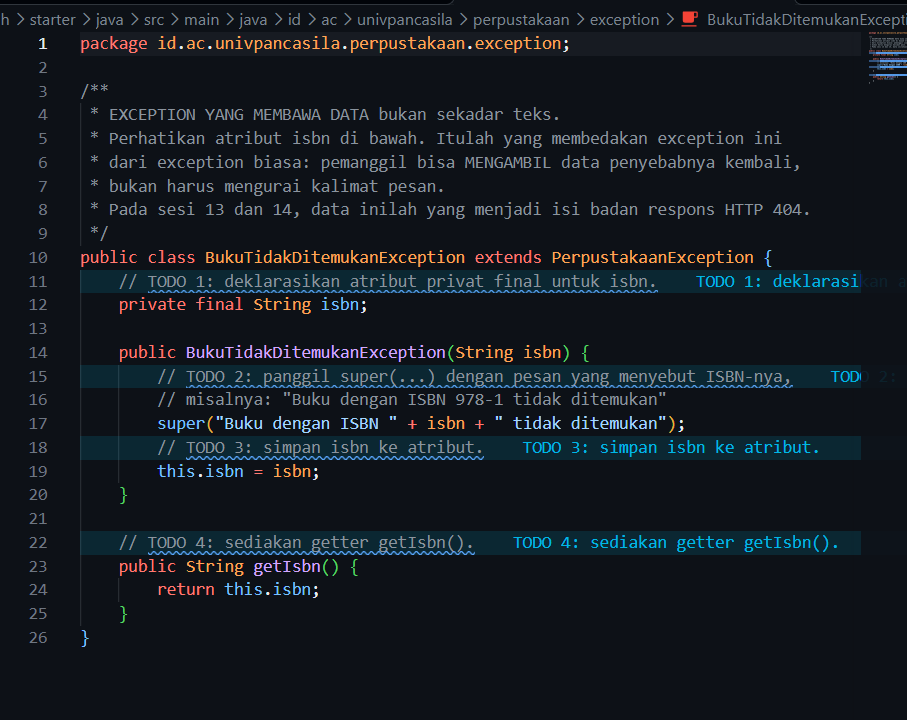 h > starter > java > src > main > java > id > ac > univpancasila > perpustakaan > exception > BukuTidakDitemukanExcepti
1 package id.ac.univpancasila.perpustakaan.exception;
2
3 /**
4 * EXCEPTION YANG MEMBAWA DATA bukan sekadar teks.
5 * Perhatikan atribut isbn di bawah. Itulah yang membedakan exception ini
6 * dari exception biasa: pemanggil bisa MENGAMBIL data penyebabnya kembali,
7 * bukan harus mengurai kalimat pesan.
8 * Pada sesi 13 dan 14, data inilah yang menjadi isi badan respons HTTP 404.
9 */
10 public class BukuTidakDitemukanException extends PerpustakaanException {
11 // TODO 1: deklarasikan atribut privat final untuk isbn. TODO 1: deklarasikan a
12 private final String isbn;
13
14 public BukuTidakDitemukanException(String isbn) {
15 // TODO 2: panggil super(...) dengan pesan yang menyebut ISBN-nya, TODO 2:
16 // misalnya: "Buku dengan ISBN 978-1 tidak ditemukan"
17 super("Buku dengan ISBN " + isbn + " tidak ditemukan");
18 // TODO 3: simpan isbn ke atribut. TODO 3: simpan isbn ke atribut.
19 this.isbn = isbn;
20 }
21
22 // TODO 4: sediakan getter getIsbn(). TODO 4: sediakan getter getIsbn().
23 public String getIsbn() {
24 return this.isbn;
25 }
26 }